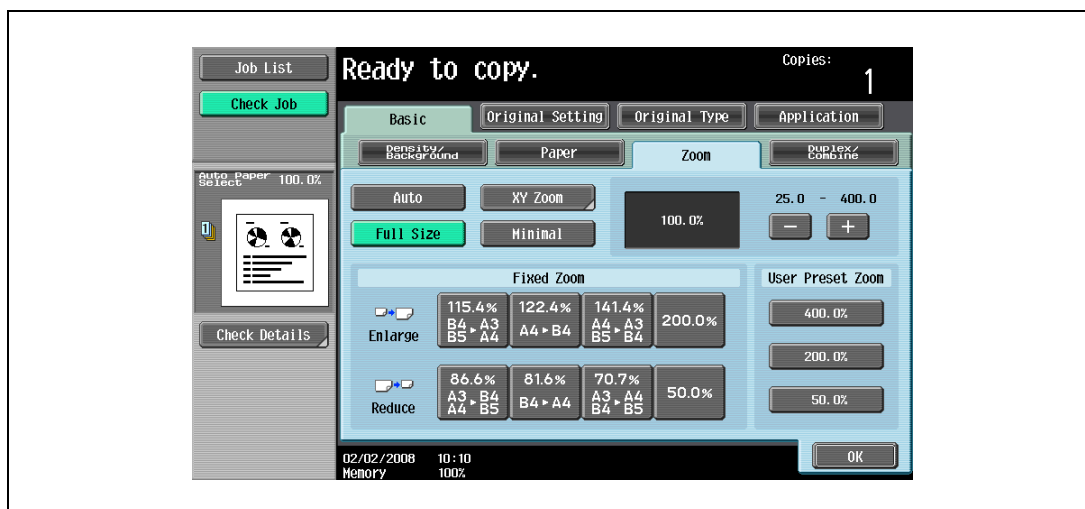 Job List
Check Job
Auto Paper
Select 100.0%
1
Check Details
Ready to copy.
Copies:
1
Basic
Original Setting
Original Type
Application
Density/
Background
Paper
Zoom
Duplex/
Combine
Auto
XY Zoom
Full Size
Minimal
100.0%
25.0 - 400.0
− +
Fixed Zoom
Enlarge
115.4%
B4▸A3
B5▸A4
122.4%
A4▸B4
141.4%
A4▸A3
B5▸B4
200.0%
Reduce
86.6%
A3▸B4
A4▸B5
81.6%
B4▸A4
70.7%
A3▸A4
B4▸B5
50.0%
User Preset Zoom
400.0%
200.0%
50.0%
02/02/2008 10:10
Memory 100%
OK